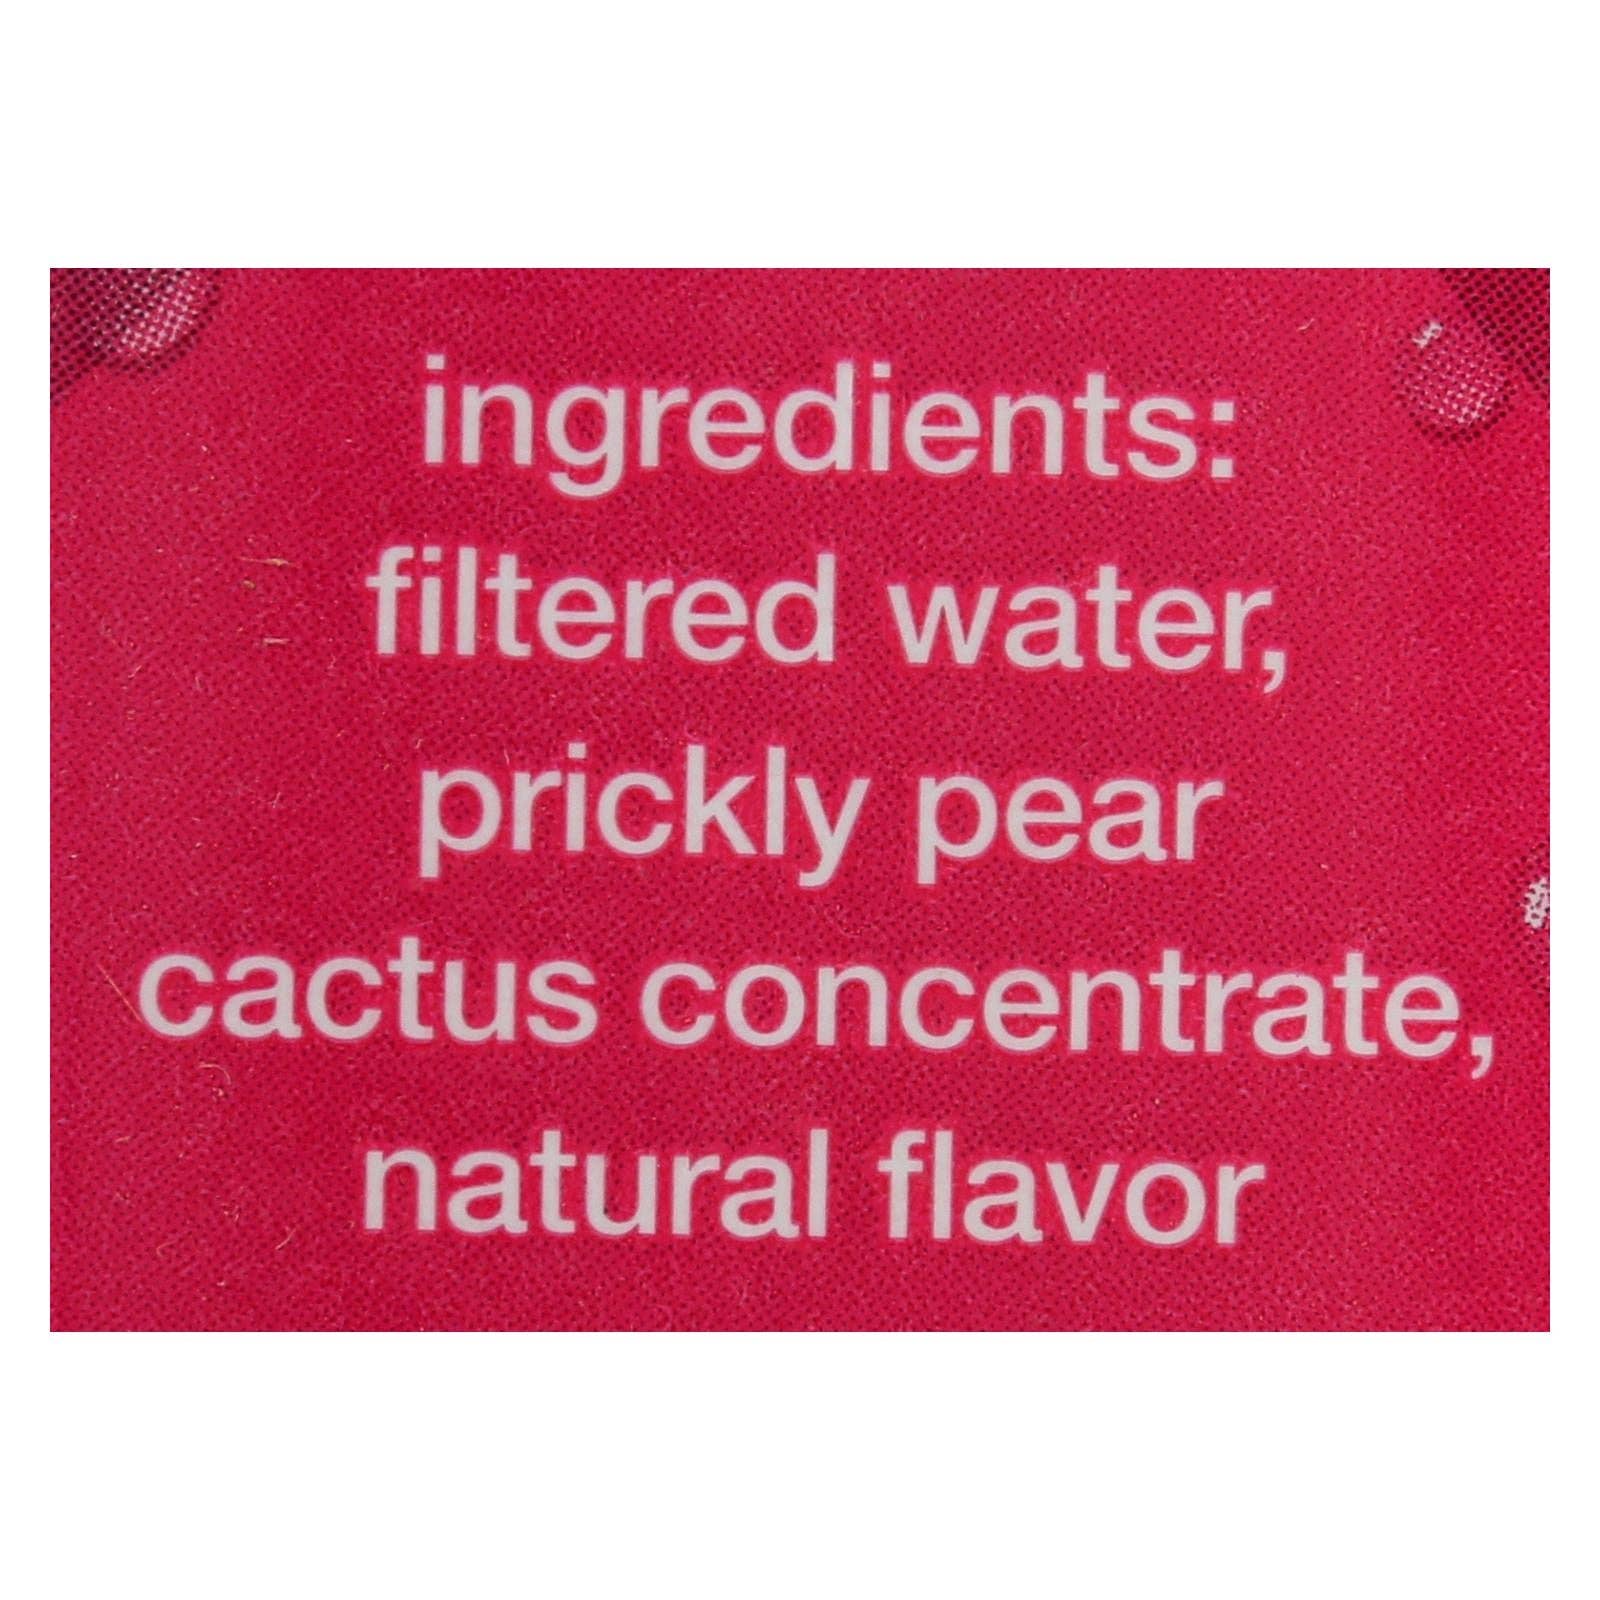 ingredients:
filtered water,
prickly pear
cactus concentrate,
natural flavor